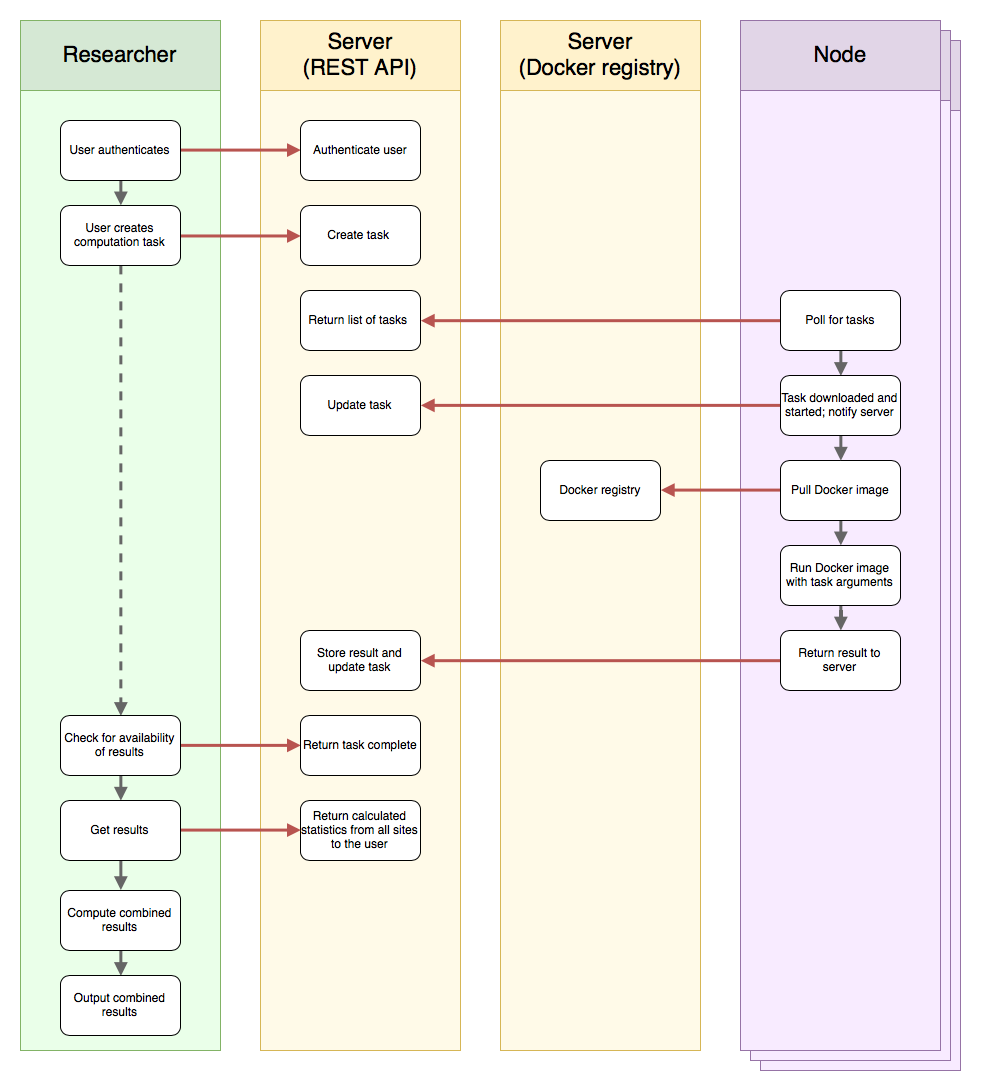 Researcher
Server
(REST API)
Server
(Docker registry)
Node
User authenticates
Authenticate user
User creates
computation task
Create task
Return list of tasks
Poll for tasks
Update task
Task downloaded and
started; notify server
Docker registry
Pull Docker image
Run Docker image
with task arguments
Store result and
update task
Return result to
server
Check for availability
of results
Return task complete
Get results
Return calculated
statistics from all sites
to the user
Compute combined
results
Output combined
results